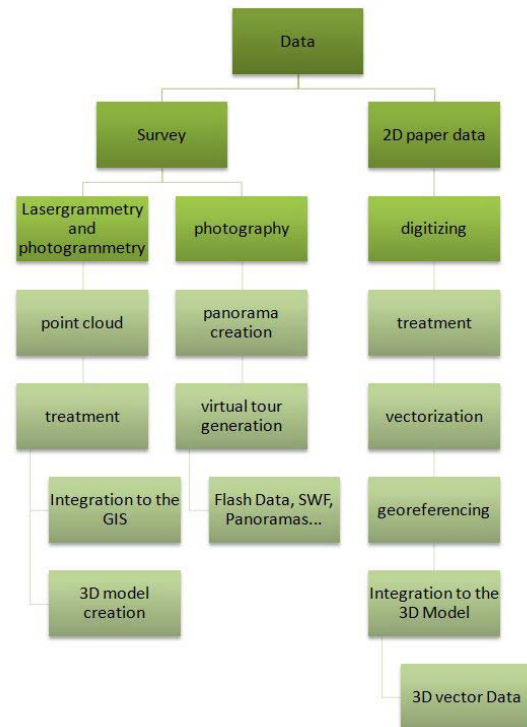 Data
Survey
2D paper data
Lasergrammetry
and
photogrammetry
photography
digitizing
point cloud
panorama
creation
treatment
treatment
virtual tour
generation
vectorization
Integration to the
GIS
Flash Data, SWF,
Panoramas...
georeferencing
3D model
creation
Integration to the
3D Model
3D vector Data